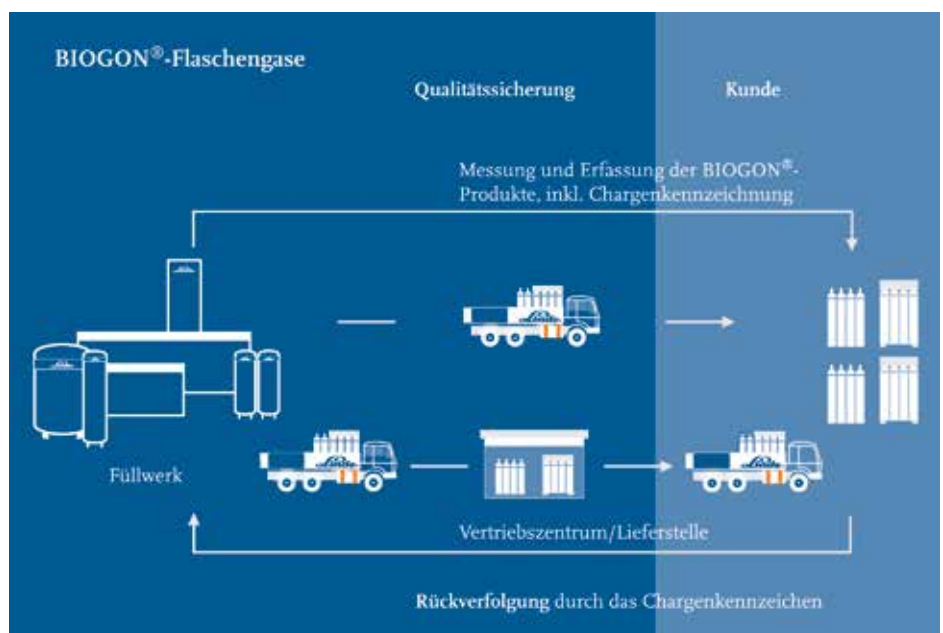 BIOGON®-Flaschengase
Qualitätssicherung
Kunde
Messung und Erfassung der BIOGON®-
Produkte, inkl. Chargenkennzeichnung
Füllwerk
Vertriebszentrum/Lieferstelle
Rückverfolgung durch das Chargenkennzeichen